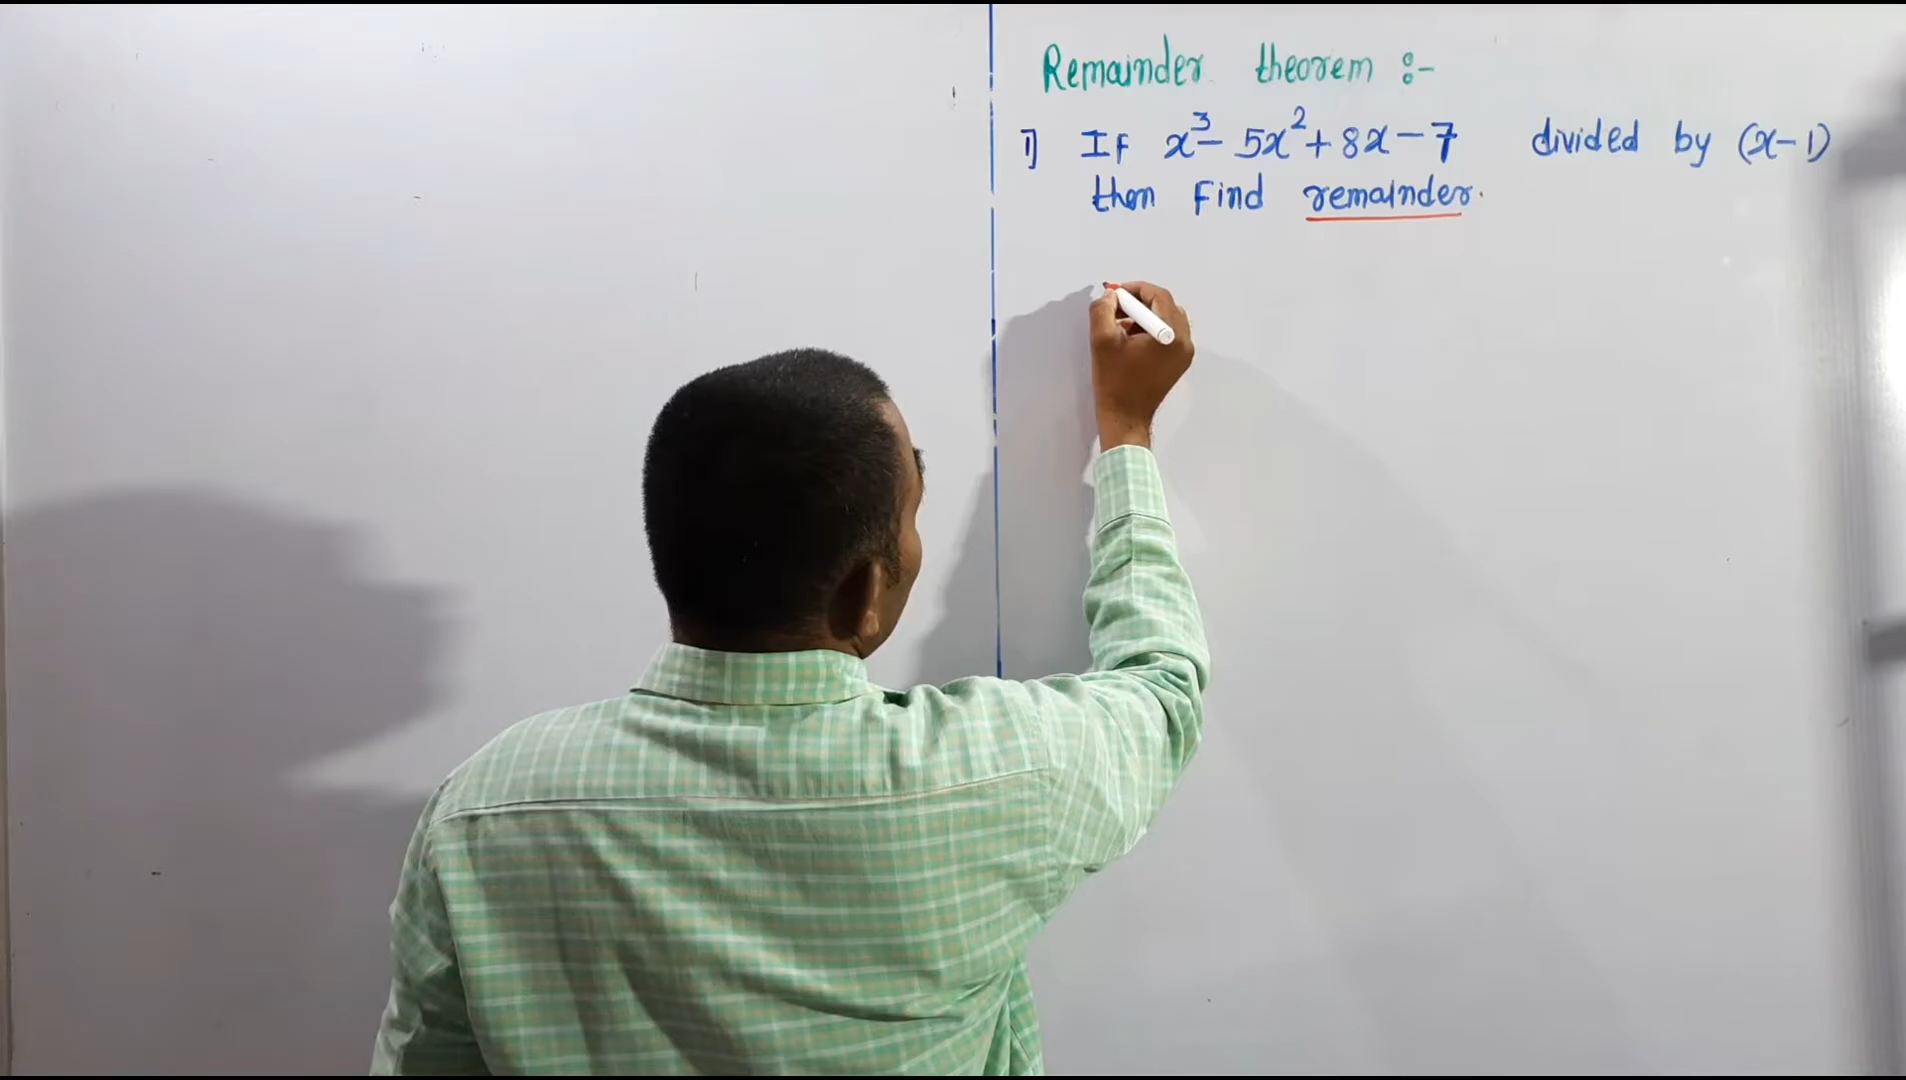 Remainder theorem :-
1] If x³ - 5x² + 8x - 7 divided by (x-1)
then Find remainder.